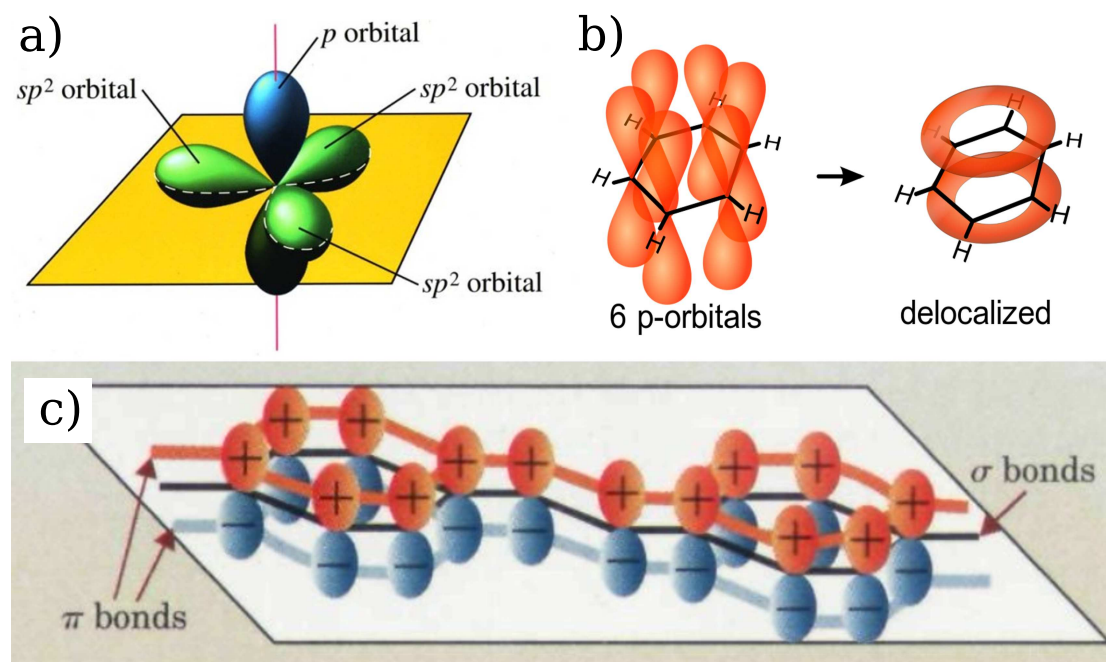 a)
p orbital
sp² orbital
sp² orbital
sp² orbital
b)
H
H
H
H
H
H
6 p-orbitals
H
H
H
H
H
H
delocalized
c)
+ + + + + + + + + + + + + +
− − − − − − − − − − − −
σ bonds
π bonds